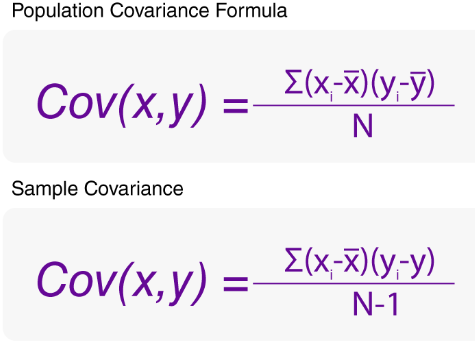 Population Covariance Formula
Cov(x,y) = Σ(xᵢ-x̅)(yᵢ-y̅)
N
Sample Covariance
Cov(x,y) = Σ(xᵢ-x̅)(yᵢ-y)
N-1